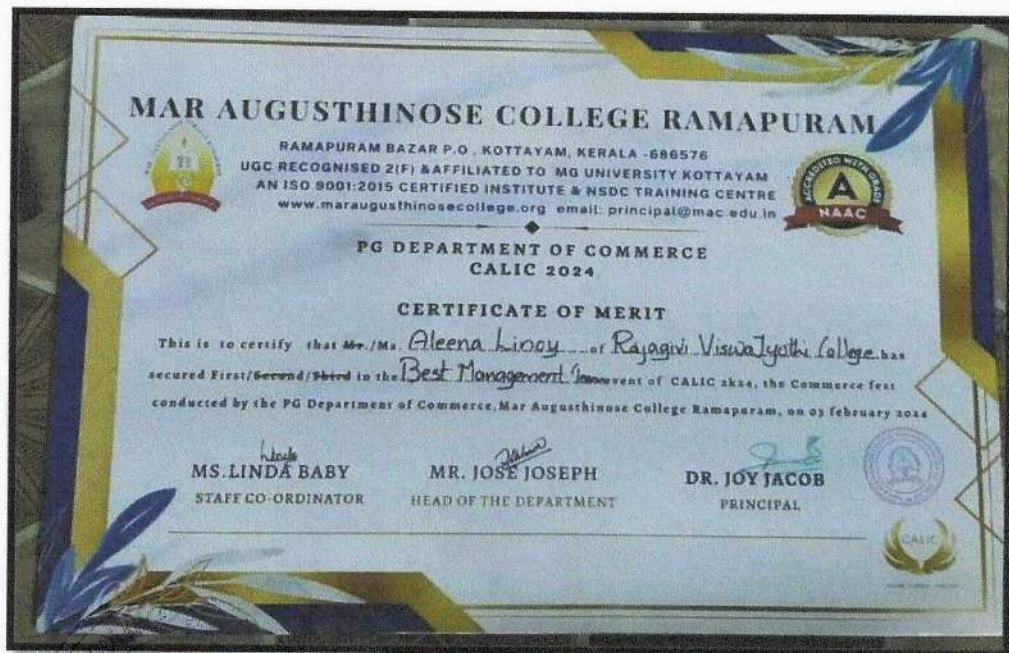 MAR AUGUSTHINOSE COLLEGE RAMAPURAM
RAMAPURAM BAZAR P.O, KOTTAYAM, KERALA -686576
UGC RECOGNISED 2(F) &AFFILIATED TO MG UNIVERSITY KOTTAYAM
AN ISO 9001:2015 CERTIFIED INSTITUTE & NSDC TRAINING CENTRE
www.maraugusthinosecollege.org email: principal@mac.edu.in
ACCREDITED WITH GRADE
A
NAAC
PG DEPARTMENT OF COMMERCE
CALIC 2024
CERTIFICATE OF MERIT
This is to certify that Mr./Ms. Aleena Linoy of Rajagiri ViswaJyothi College has
secured First/Second/Third in the Best Management event of CALIC 2k24, the Commerce fest
conducted by the PG Department of Commerce, Mar Augusthinose College Ramapuram, on 03 february 2024
MS.LINDA BABY
STAFF CO-ORDINATOR
MR. JOSE JOSEPH
HEAD OF THE DEPARTMENT
DR. JOY JACOB
PRINCIPAL
CALIC